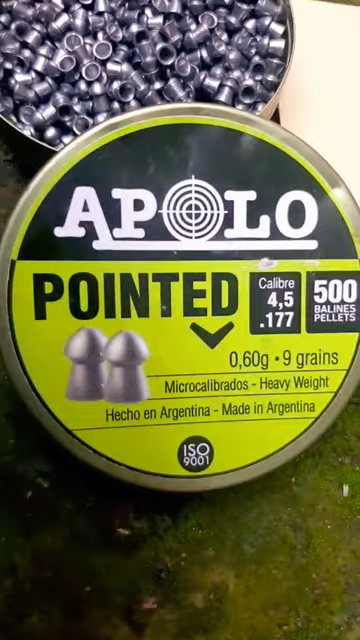 APOLO
POINTED
Calibre
4,5
.177
500
BALINES
PELLETS
0,60g • 9 grains
Microcalibrados - Heavy Weight
Hecho en Argentina - Made in Argentina
ISO
9001